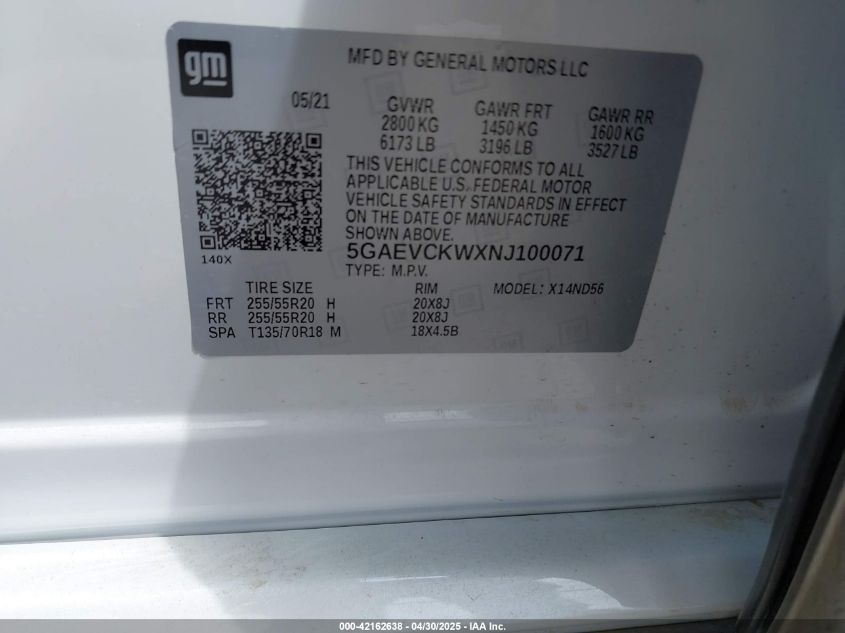 gm
MFD BY GENERAL MOTORS LLC
05/21
GVWR GAWR FRT GAWR RR
2800 KG 1450 KG 1600 KG
6173 LB 3196 LB 3527 LB
THIS VEHICLE CONFORMS TO ALL
APPLICABLE U.S. FEDERAL MOTOR
VEHICLE SAFETY STANDARDS IN EFFECT
ON THE DATE OF MANUFACTURE
SHOWN ABOVE.
5GAEVCKWXNJ100071
140X
TYPE: M.P.V.
TIRE SIZE RIM MODEL: X14ND56
FRT 255/55R20 H 20X8J
RR 255/55R20 H 20X8J
SPA T135/70R18 M 18X4.5B
000-42162638 - 04/30/2025 - IAA Inc.